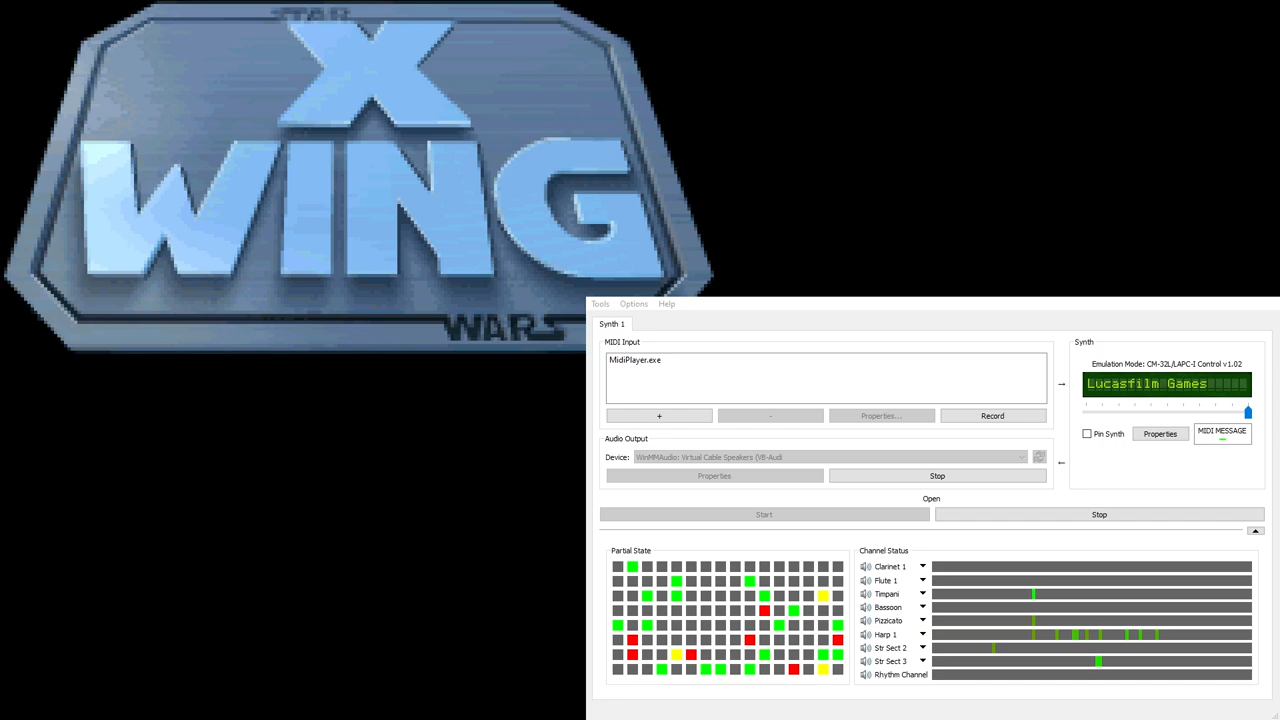 STAR
X
WING
WARS
Tools Options Help
Synth 1
MIDI Input
MidiPlayer.exe
+ - Properties... Record
Audio Output
Device: WinMMAudio: Virtual Cable Speakers (VB-Audi
Properties Stop
Synth
Emulation Mode: CM-32L/LAPC-I Control v1.02
Lucasfilm Games
Pin Synth Properties MIDI MESSAGE
Open
Start Stop
Partial State
Channel Status
Clarinet 1
Flute 1
Timpani
Bassoon
Pizzicato
Harp 1
Str Sect 2
Str Sect 3
Rhythm Channel